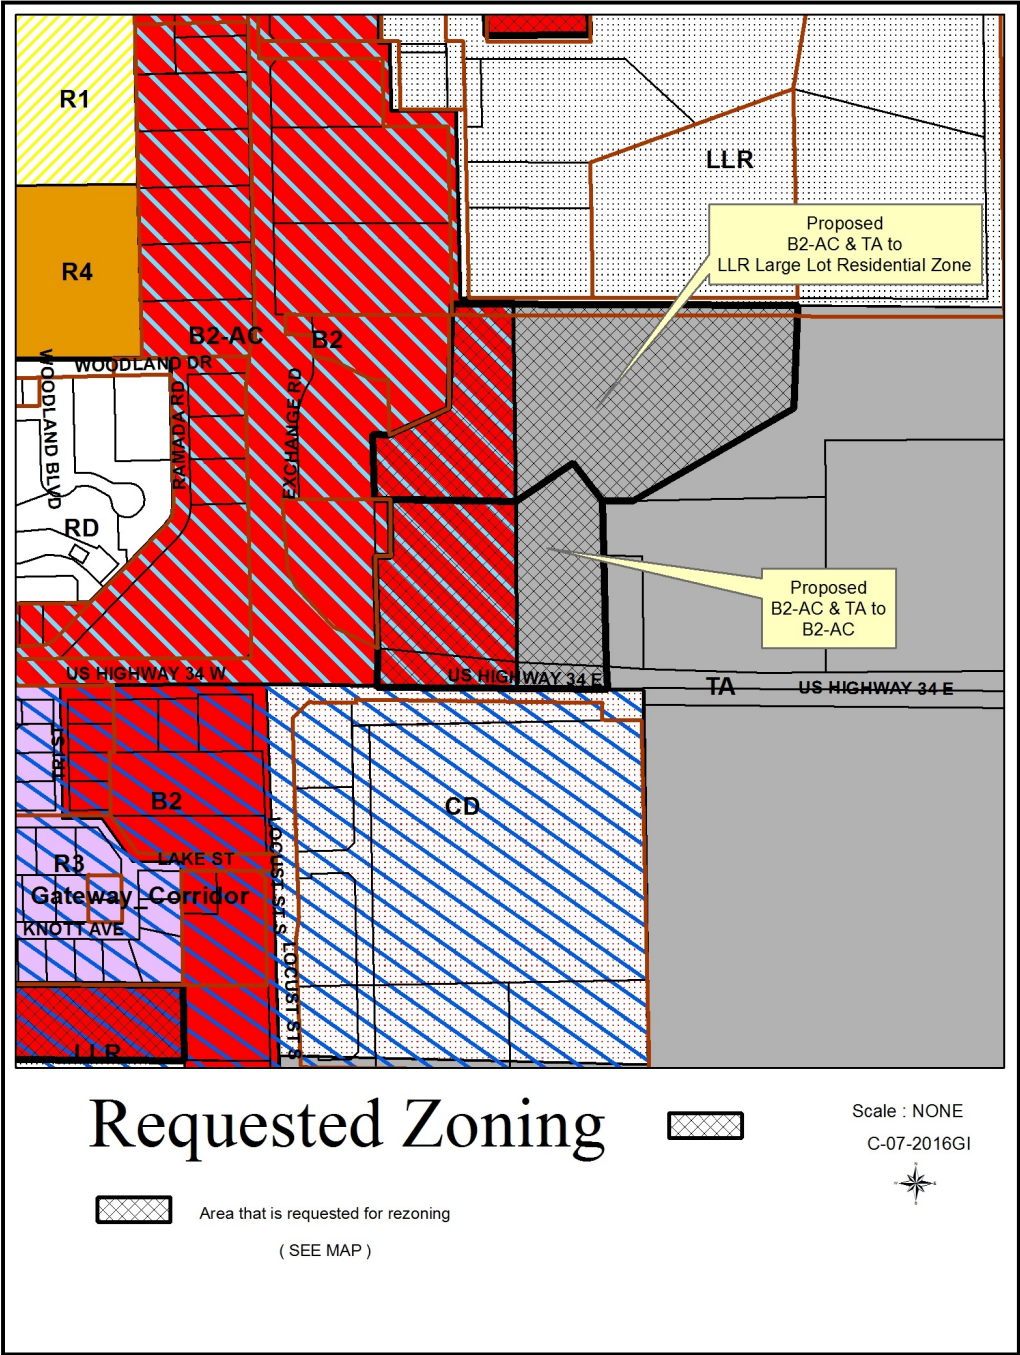 R1
LLR
Proposed
B2-AC & TA to
LLR Large Lot Residential Zone
R4
B2-AC
B2
WOODLAND DR
WOODLAND BLVD
RAMADA RD
EXCHANGE RD
RD
Proposed
B2-AC & TA to
B2-AC
US HIGHWAY 34 W
US HIGHWAY 34 E
TA
US HIGHWAY 34 E
B2
CD
R3
LAKE ST
Gateway_Corridor
KNOTT AVE
LOCUST ST S
LOCUST ST S
LLR
Requested Zoning
Scale : NONE
C-07-2016GI
Area that is requested for rezoning
( SEE MAP )